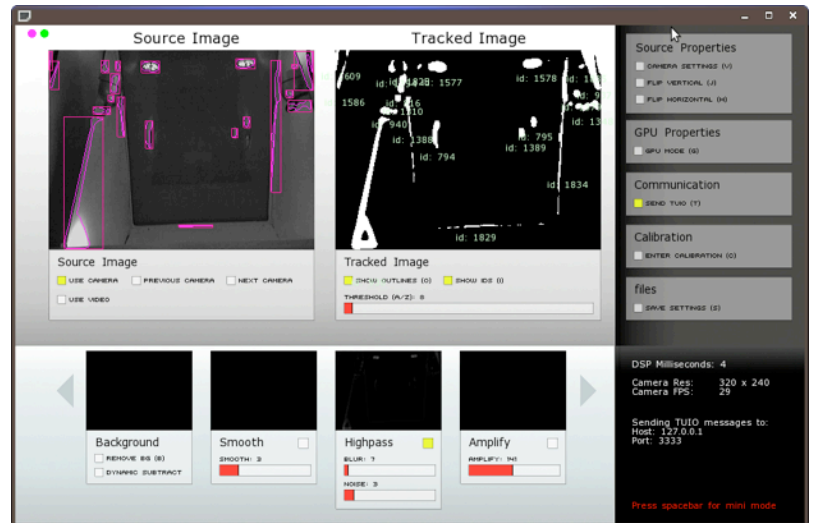 Source Image
Tracked Image
id: 1577
id: 1578
1586
id: 940
id: 1388
id: 794
id: 795
id: 1389
id: 1834
id: 1829
Source Image
USE CAMERA
PREVIOUS CAMERA
NEXT CAMERA
USE VIDEO
Tracked Image
SHOW OUTLINES (O)
SHOW IDS (I)
THRESHOLD (A/Z): 8
Source Properties
CAMERA SETTINGS (V)
FLIP VERTICAL (J)
FLIP HORIZONTAL (H)
GPU Properties
GPU MODE (G)
Communication
SEND TUIO (T)
Calibration
ENTER CALIBRATION (C)
files
SAVE SETTINGS (S)
Background
REMOVE BG (B)
DYNAMIC SUBTRACT
Smooth
SMOOTH: 3
Highpass
BLUR: 7
NOISE: 3
Amplify
AMPLIFY: 141
DSP Milliseconds: 4
Camera Res: 320 x 240
Camera FPS: 29
Sending TUIO messages to:
Host: 127.0.0.1
Port: 3333
Press spacebar for mini mode